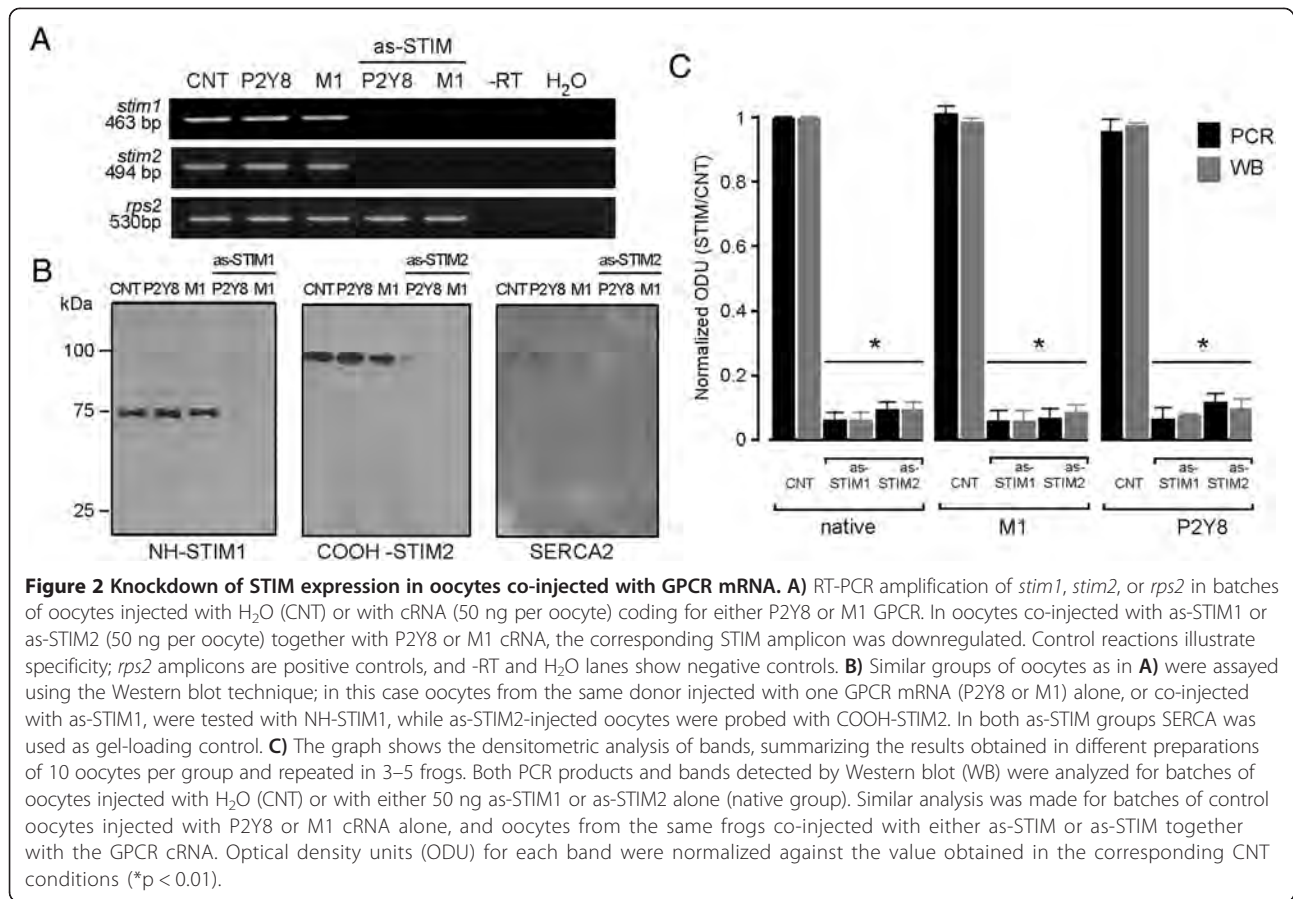 A
as-STIM
CNT P2Y8 M1 P2Y8 M1 -RT H2O
stim1
463 bp
stim2
494 bp
rps2
530bp
B
as-STIM1
as-STIM2
as-STIM2
kDa
CNT P2Y8 M1 P2Y8 M1
CNT P2Y8 M1 P2Y8 M1
CNT P2Y8 M1 P2Y8 M1
100
75
25
NH-STIM1
COOH -STIM2
SERCA2
C
Normalized ODU (STIM/CNT)
1
0.8
0.6
0.4
0.2
0
PCR
WB
*
*
*
CNT as-STIM1 as-STIM2
CNT as-STIM1 as-STIM2
CNT as-STIM1 as-STIM2
native
M1
P2Y8
Figure 2 Knockdown of STIM expression in oocytes co-injected with GPCR mRNA. A) RT-PCR amplification of stim1, stim2, or rps2 in batches
of oocytes injected with H2O (CNT) or with cRNA (50 ng per oocyte) coding for either P2Y8 or M1 GPCR. In oocytes co-injected with as-STIM1 or
as-STIM2 (50 ng per oocyte) together with P2Y8 or M1 cRNA, the corresponding STIM amplicon was downregulated. Control reactions illustrate
specificity; rps2 amplicons are positive controls, and -RT and H2O lanes show negative controls. B) Similar groups of oocytes as in A) were assayed
using the Western blot technique; in this case oocytes from the same donor injected with one GPCR mRNA (P2Y8 or M1) alone, or co-injected
with as-STIM1, were tested with NH-STIM1, while as-STIM2-injected oocytes were probed with COOH-STIM2. In both as-STIM groups SERCA was
used as gel-loading control. C) The graph shows the densitometric analysis of bands, summarizing the results obtained in different preparations
of 10 oocytes per group and repeated in 3–5 frogs. Both PCR products and bands detected by Western blot (WB) were analyzed for batches of
oocytes injected with H2O (CNT) or with either 50 ng as-STIM1 or as-STIM2 alone (native group). Similar analysis was made for batches of control
oocytes injected with P2Y8 or M1 cRNA alone, and oocytes from the same frogs co-injected with either as-STIM or as-STIM together
with the GPCR cRNA. Optical density units (ODU) for each band were normalized against the value obtained in the corresponding CNT
conditions (*p < 0.01).